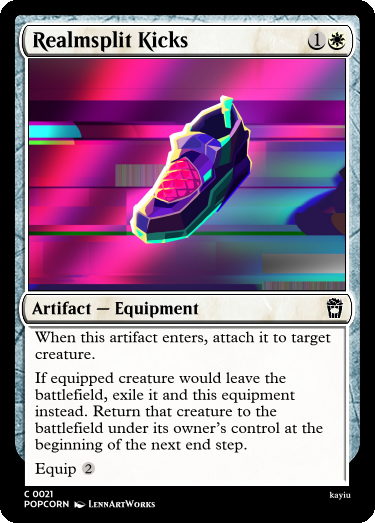 Realmsplit Kicks 1
Artifact — Equipment
When this artifact enters, attach it to target
creature.
If equipped creature would leave the
battlefield, exile it and this equipment
instead. Return that creature to the
battlefield under its owner's control at the
beginning of the next end step.
Equip 2
C 0021
POPCORN LennArtWorks
kayiu